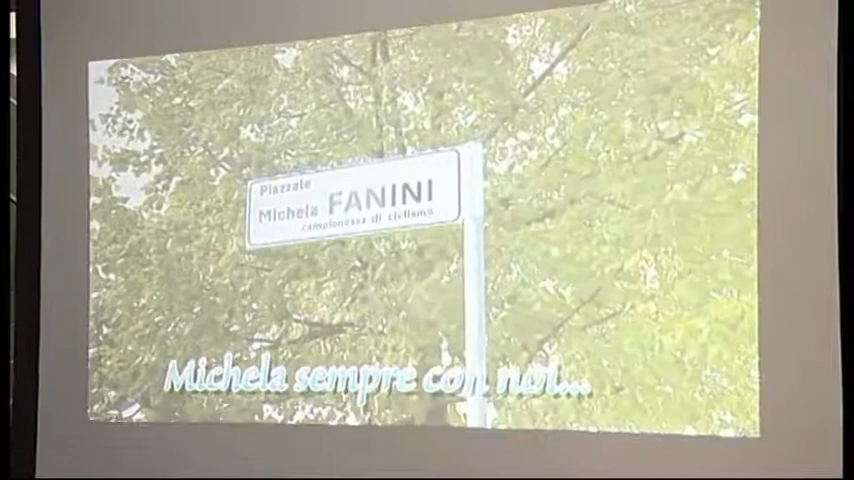 Piazzale
Michela FANINI
campionessa di ciclismo
Michela sempre con noi...